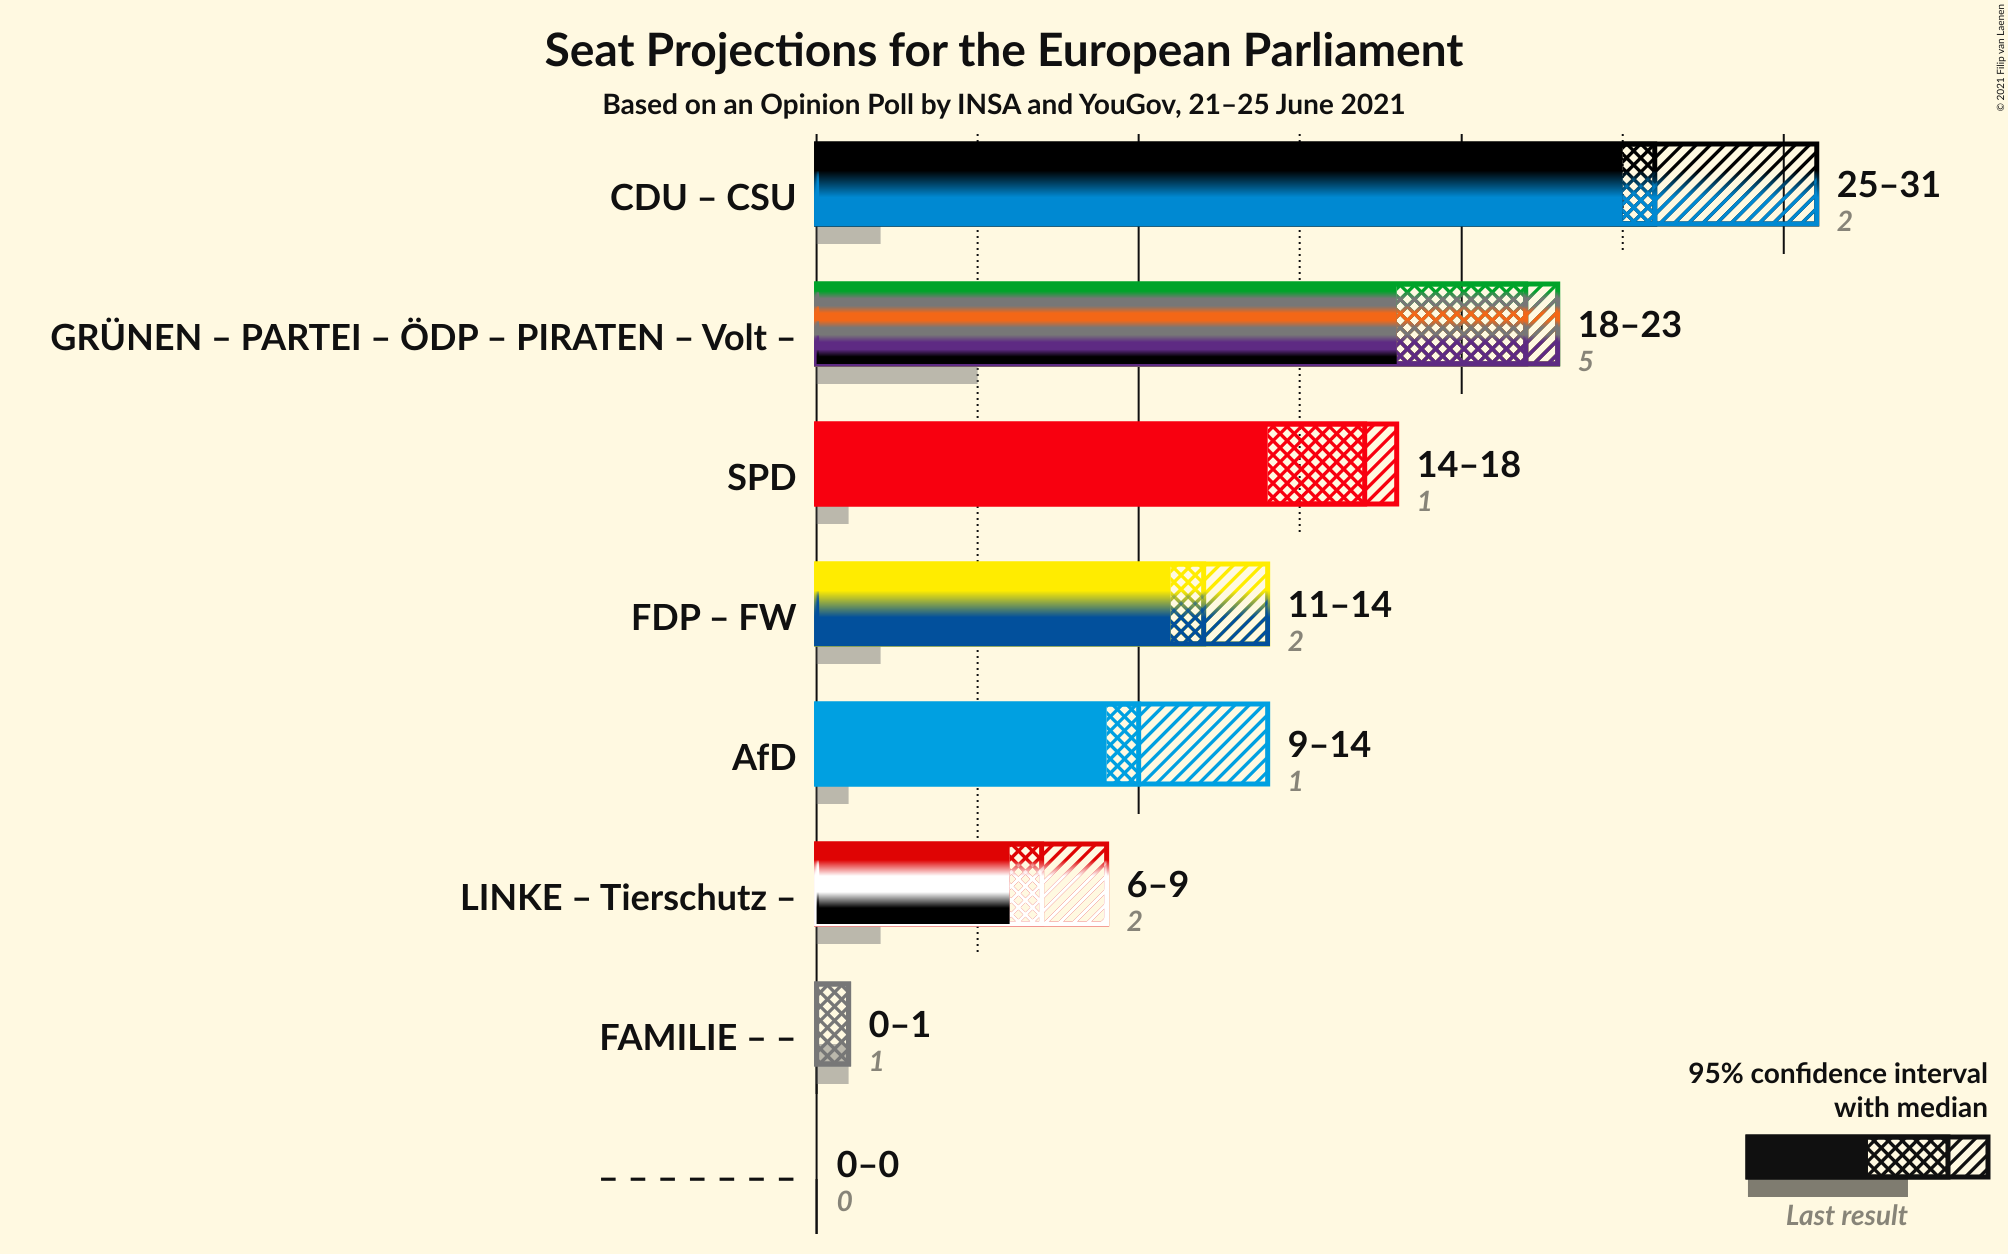 Seat Projections for the European Parliament
Based on an Opinion Poll by INSA and YouGov, 21–25 June 2021
© 2021 Filip van Laenen
CDU – CSU
25–31
2
GRÜNEN – PARTEI – ÖDP – PIRATEN – Volt –
18–23
5
SPD
14–18
1
FDP – FW
11–14
2
AfD
9–14
1
LINKE – Tierschutz –
6–9
2
FAMILIE – –
0–1
1
– – – – – – –
0–0
0
95% confidence interval
with median
Last result